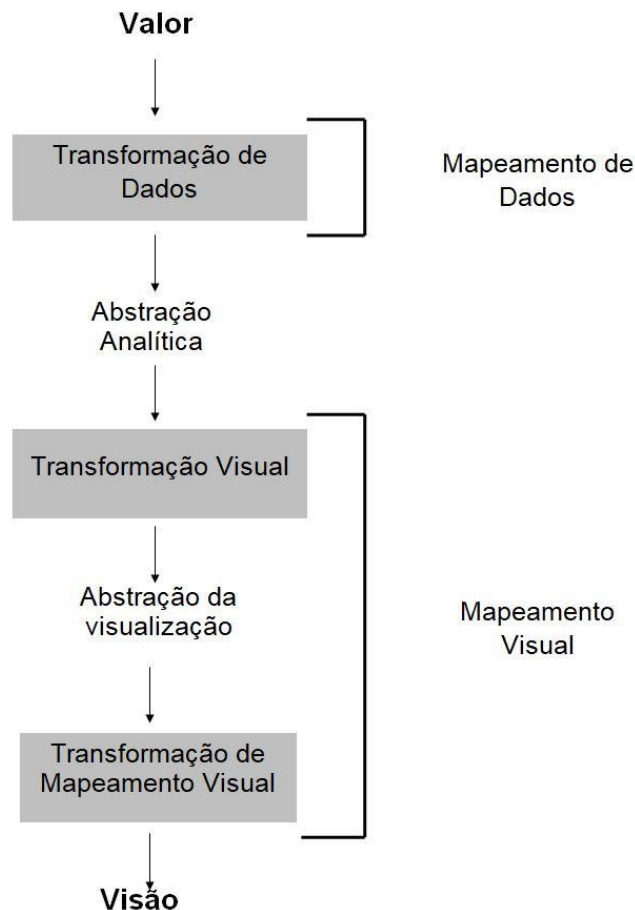 Valor
Transformação de
Dados
Mapeamento de
Dados
Abstração
Analítica
Transformação Visual
Abstração da
visualização
Mapeamento
Visual
Transformação de
Mapeamento Visual
Visão